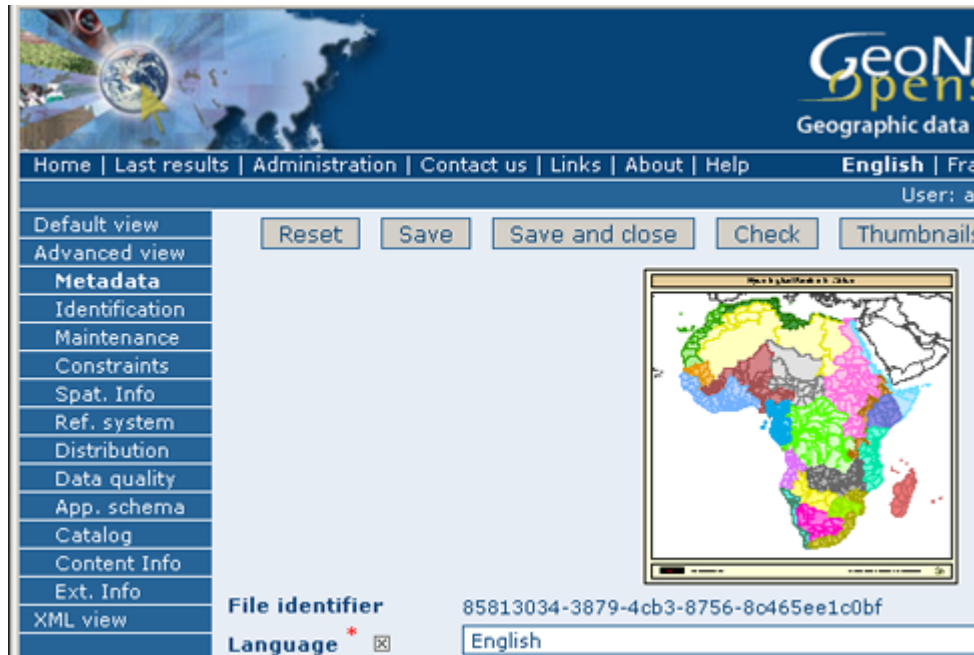 GeoN
Opens
Geographic data
Home | Last results | Administration | Contact us | Links | About | Help English | Fra
User: a
Default view
Advanced view
Metadata
Identification
Maintenance
Constraints
Spat. Info
Ref. system
Distribution
Data quality
App. schema
Catalog
Content Info
Ext. Info
XML view
Reset Save Save and close Check Thumbnails
File identifier 85813034-3879-4cb3-8756-8c465ee1c0bf
Language * English